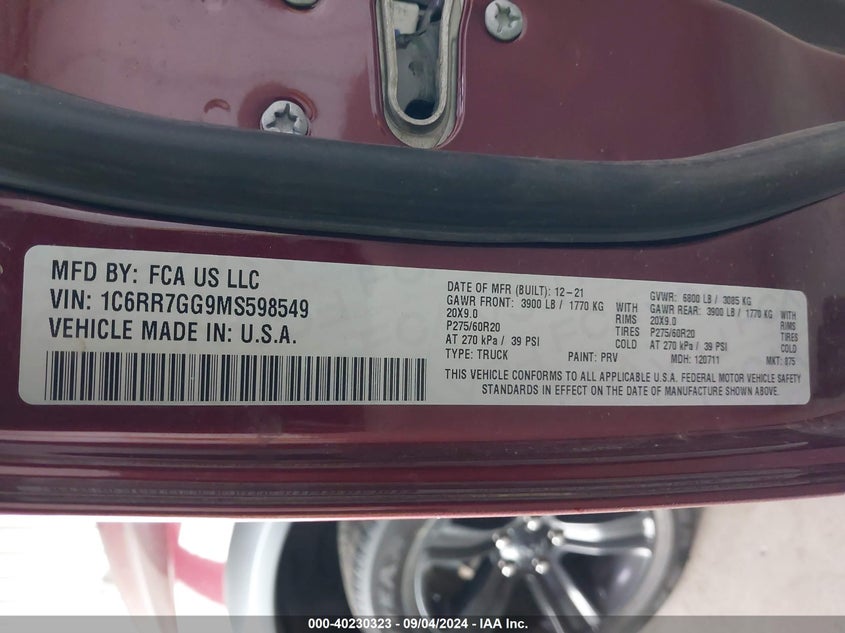 MFD BY: FCA US LLC
VIN: 1C6RR7GG9MS598549
VEHICLE MADE IN: U.S.A.
DATE OF MFR (BUILT): 12-21 GVWR: 6800 LB / 3085 KG
GAWR FRONT: 3900 LB / 1770 KG WITH GAWR REAR: 3900 LB / 1770 KG WITH
20X9.0 RIMS 20X9.0 RIMS
P275/60R20 TIRES P275/60R20 TIRES
AT 270 kPa / 39 PSI COLD AT 270 kPa / 39 PSI COLD
TYPE: TRUCK PAINT: PRV MDH: 120711 MKT: 875
THIS VEHICLE CONFORMS TO ALL APPLICABLE U.S.A. FEDERAL MOTOR VEHICLE SAFETY
STANDARDS IN EFFECT ON THE DATE OF MANUFACTURE SHOWN ABOVE.
000-40230323 - 09/04/2024 - IAA Inc.